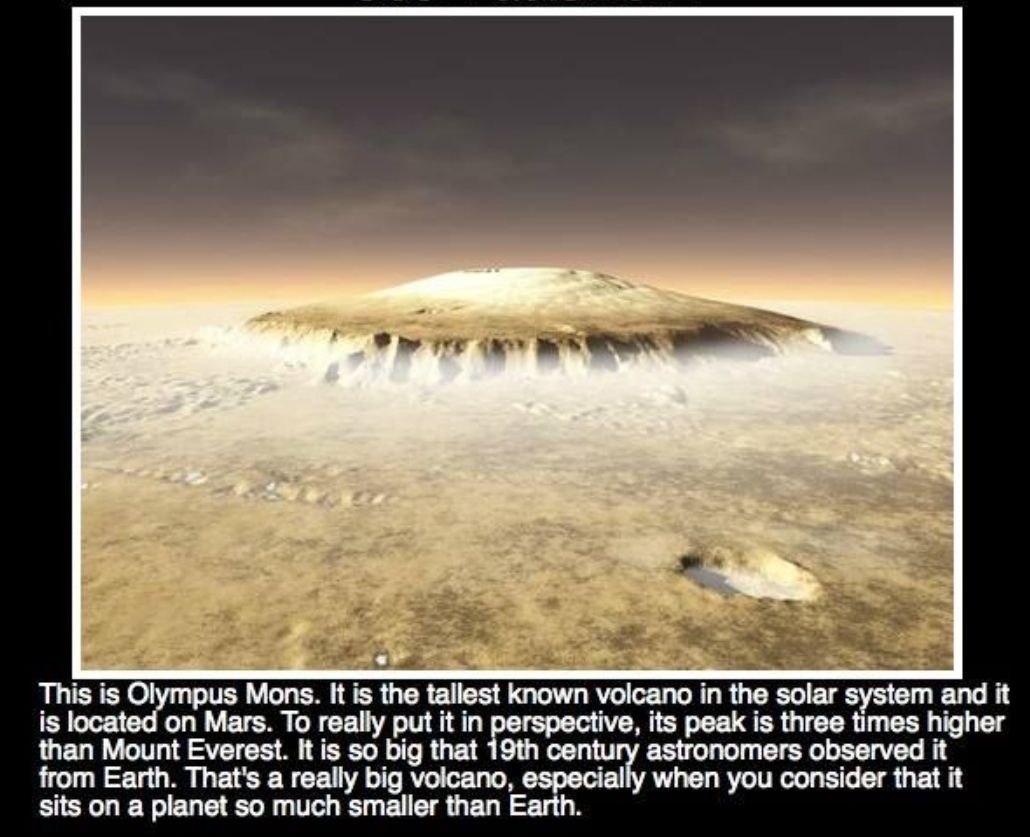 This is Olympus Mons. It is the tallest known volcano in the solar system and it
is located on Mars. To really put it in perspective, its peak is three times higher
than Mount Everest. It is so big that 19th century astronomers observed it
from Earth. That's a really big volcano, especially when you consider that it
sits on a planet so much smaller than Earth.